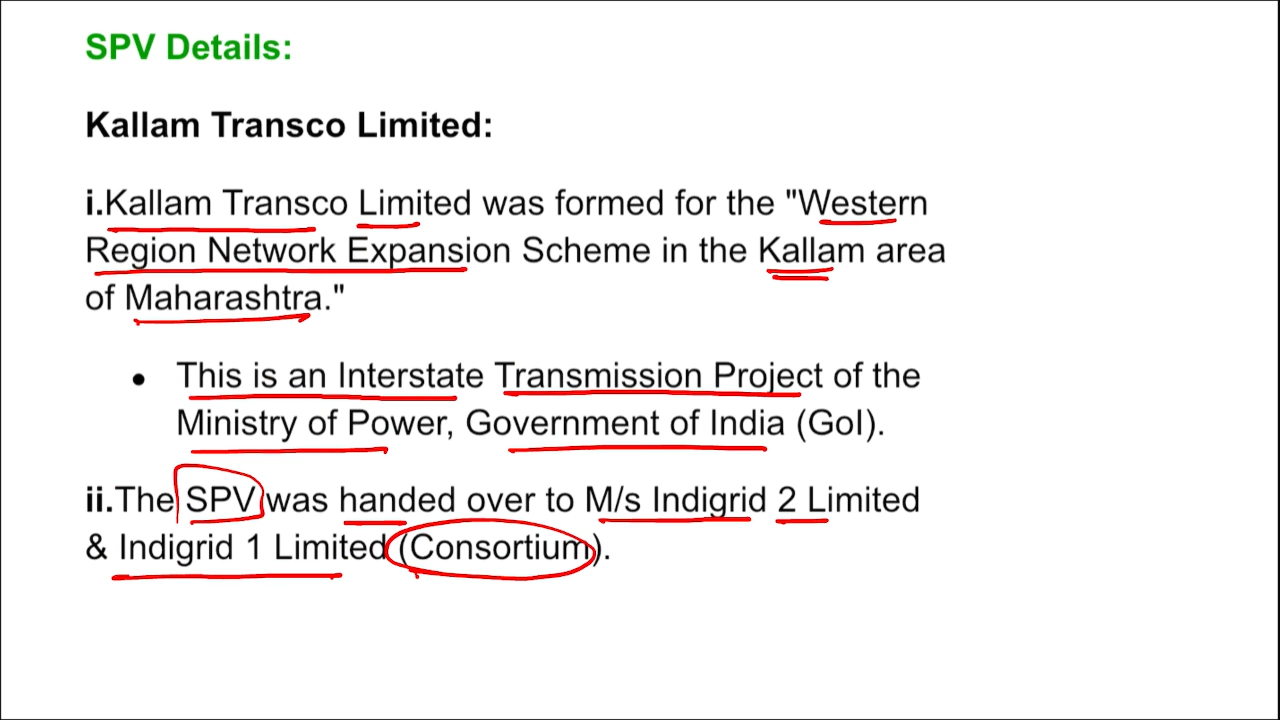 SPV Details:
Kallam Transco Limited:
i.Kallam Transco Limited was formed for the "Western
Region Network Expansion Scheme in the Kallam area
of Maharashtra."
• This is an Interstate Transmission Project of the
Ministry of Power, Government of India (GoI).
ii.The SPV was handed over to M/s Indigrid 2 Limited
& Indigrid 1 Limited (Consortium).